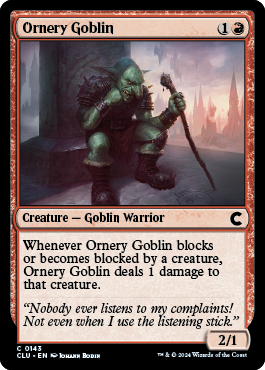 Ornery Goblin 1
Creature — Goblin Warrior
Whenever Ornery Goblin blocks
or becomes blocked by a creature,
Ornery Goblin deals 1 damage to
that creature.
“Nobody ever listens to my complaints!
Not even when I use the listening stick.”
2/1
C 0143
CLU • EN Johann Bodin
™ & © 2024 Wizards of the Coast